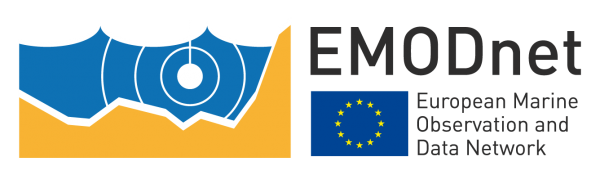 EMODnet
European Marine
Observation and
Data Network